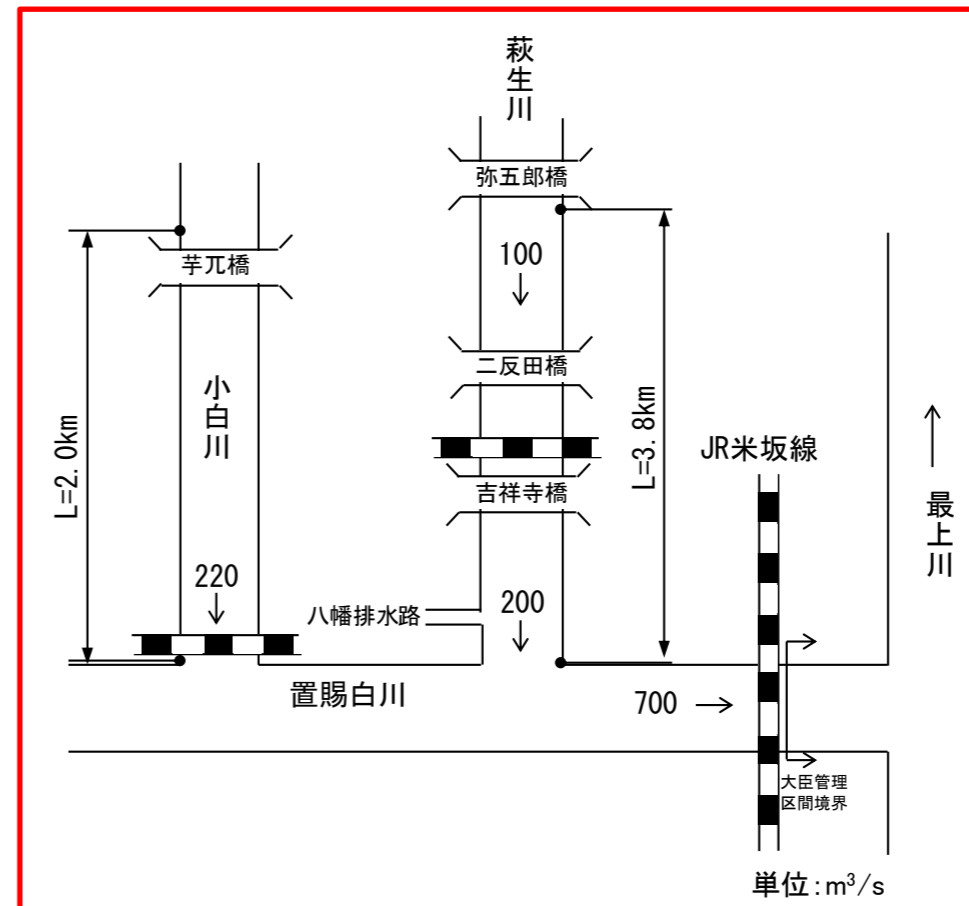 萩生川
弥五郎橋
芋兀橋
100
二反田橋
小白川
L=2.0km
L=3.8km
JR米坂線
吉祥寺橋
最上川
220
八幡排水路
200
置賜白川
700
大臣管理
区間境界
単位:m³/s